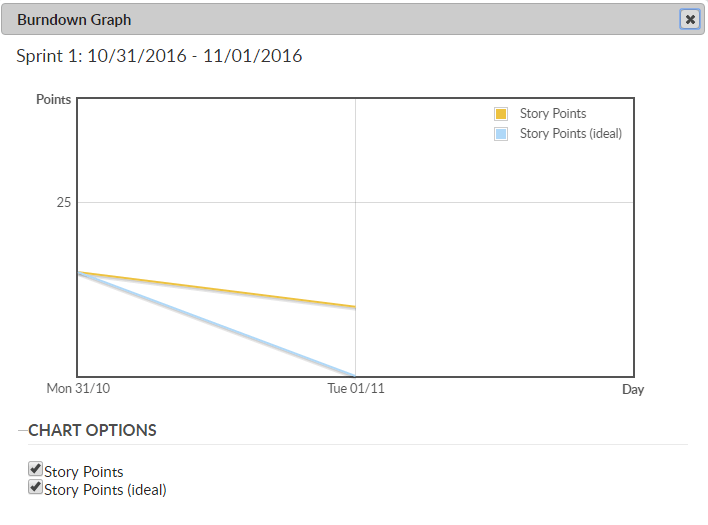 Burndown Graph
Sprint 1: 10/31/2016 - 11/01/2016
Points
Story Points
Story Points (ideal)
25
Mon 31/10
Tue 01/11
Day
CHART OPTIONS
Story Points
Story Points (ideal)